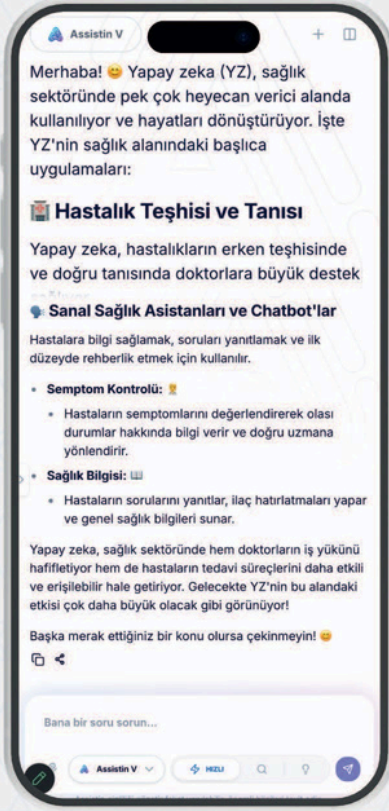 Assistin V
Merhaba! 😊 Yapay zeka (YZ), sağlık
sektöründe pek çok heyecan verici alanda
kullanılıyor ve hayatları dönüştürüyor. İşte
YZ'nin sağlık alanındaki başlıca
uygulamaları:
🏥 Hastalık Teşhisi ve Tanısı
Yapay zeka, hastalıkların erken teşhisinde
ve doğru tanısında doktorlara büyük destek
🗣️ Sanal Sağlık Asistanları ve Chatbot'lar
Hastalara bilgi sağlamak, soruları yanıtlamak ve ilk
düzeyde rehberlik etmek için kullanılır.
• Semptom Kontrolü:
• Hastaların semptomlarını değerlendirerek olası
durumlar hakkında bilgi verir ve doğru uzmana
yönlendirir.
• Sağlık Bilgisi: 📖
• Hastaların sorularını yanıtlar, ilaç hatırlatmaları yapar
ve genel sağlık bilgileri sunar.
Yapay zeka, sağlık sektöründe hem doktorların iş yükünü
hafifletiyor hem de hastaların tedavi süreçlerini daha etkili
ve erişilebilir hale getiriyor. Gelecekte YZ'nin bu alandaki
etkisi çok daha büyük olacak gibi görünüyor!
Başka merak ettiğiniz bir konu olursa çekinmeyin! 😊
Bana bir soru sorun...
Assistin V
HIZLI